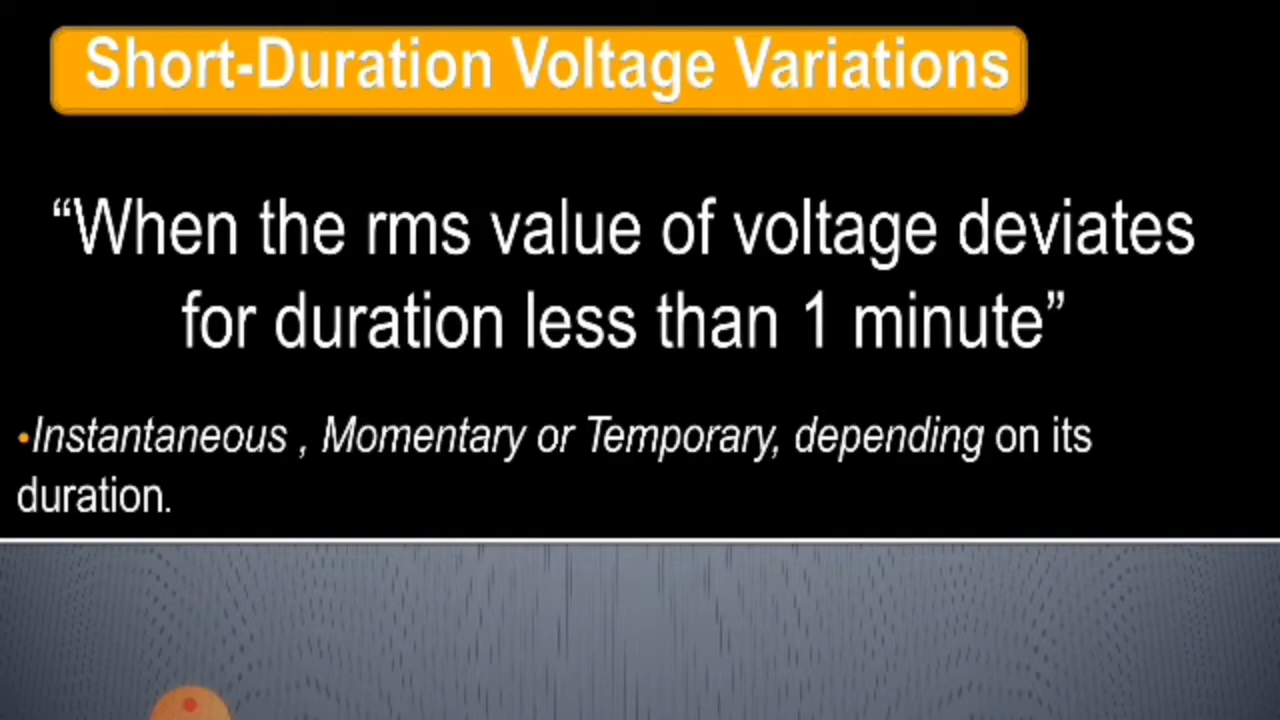 Short-Duration Voltage Variations
“When the rms value of voltage deviates
for duration less than 1 minute”
•Instantaneous , Momentary or Temporary, depending on its
duration.